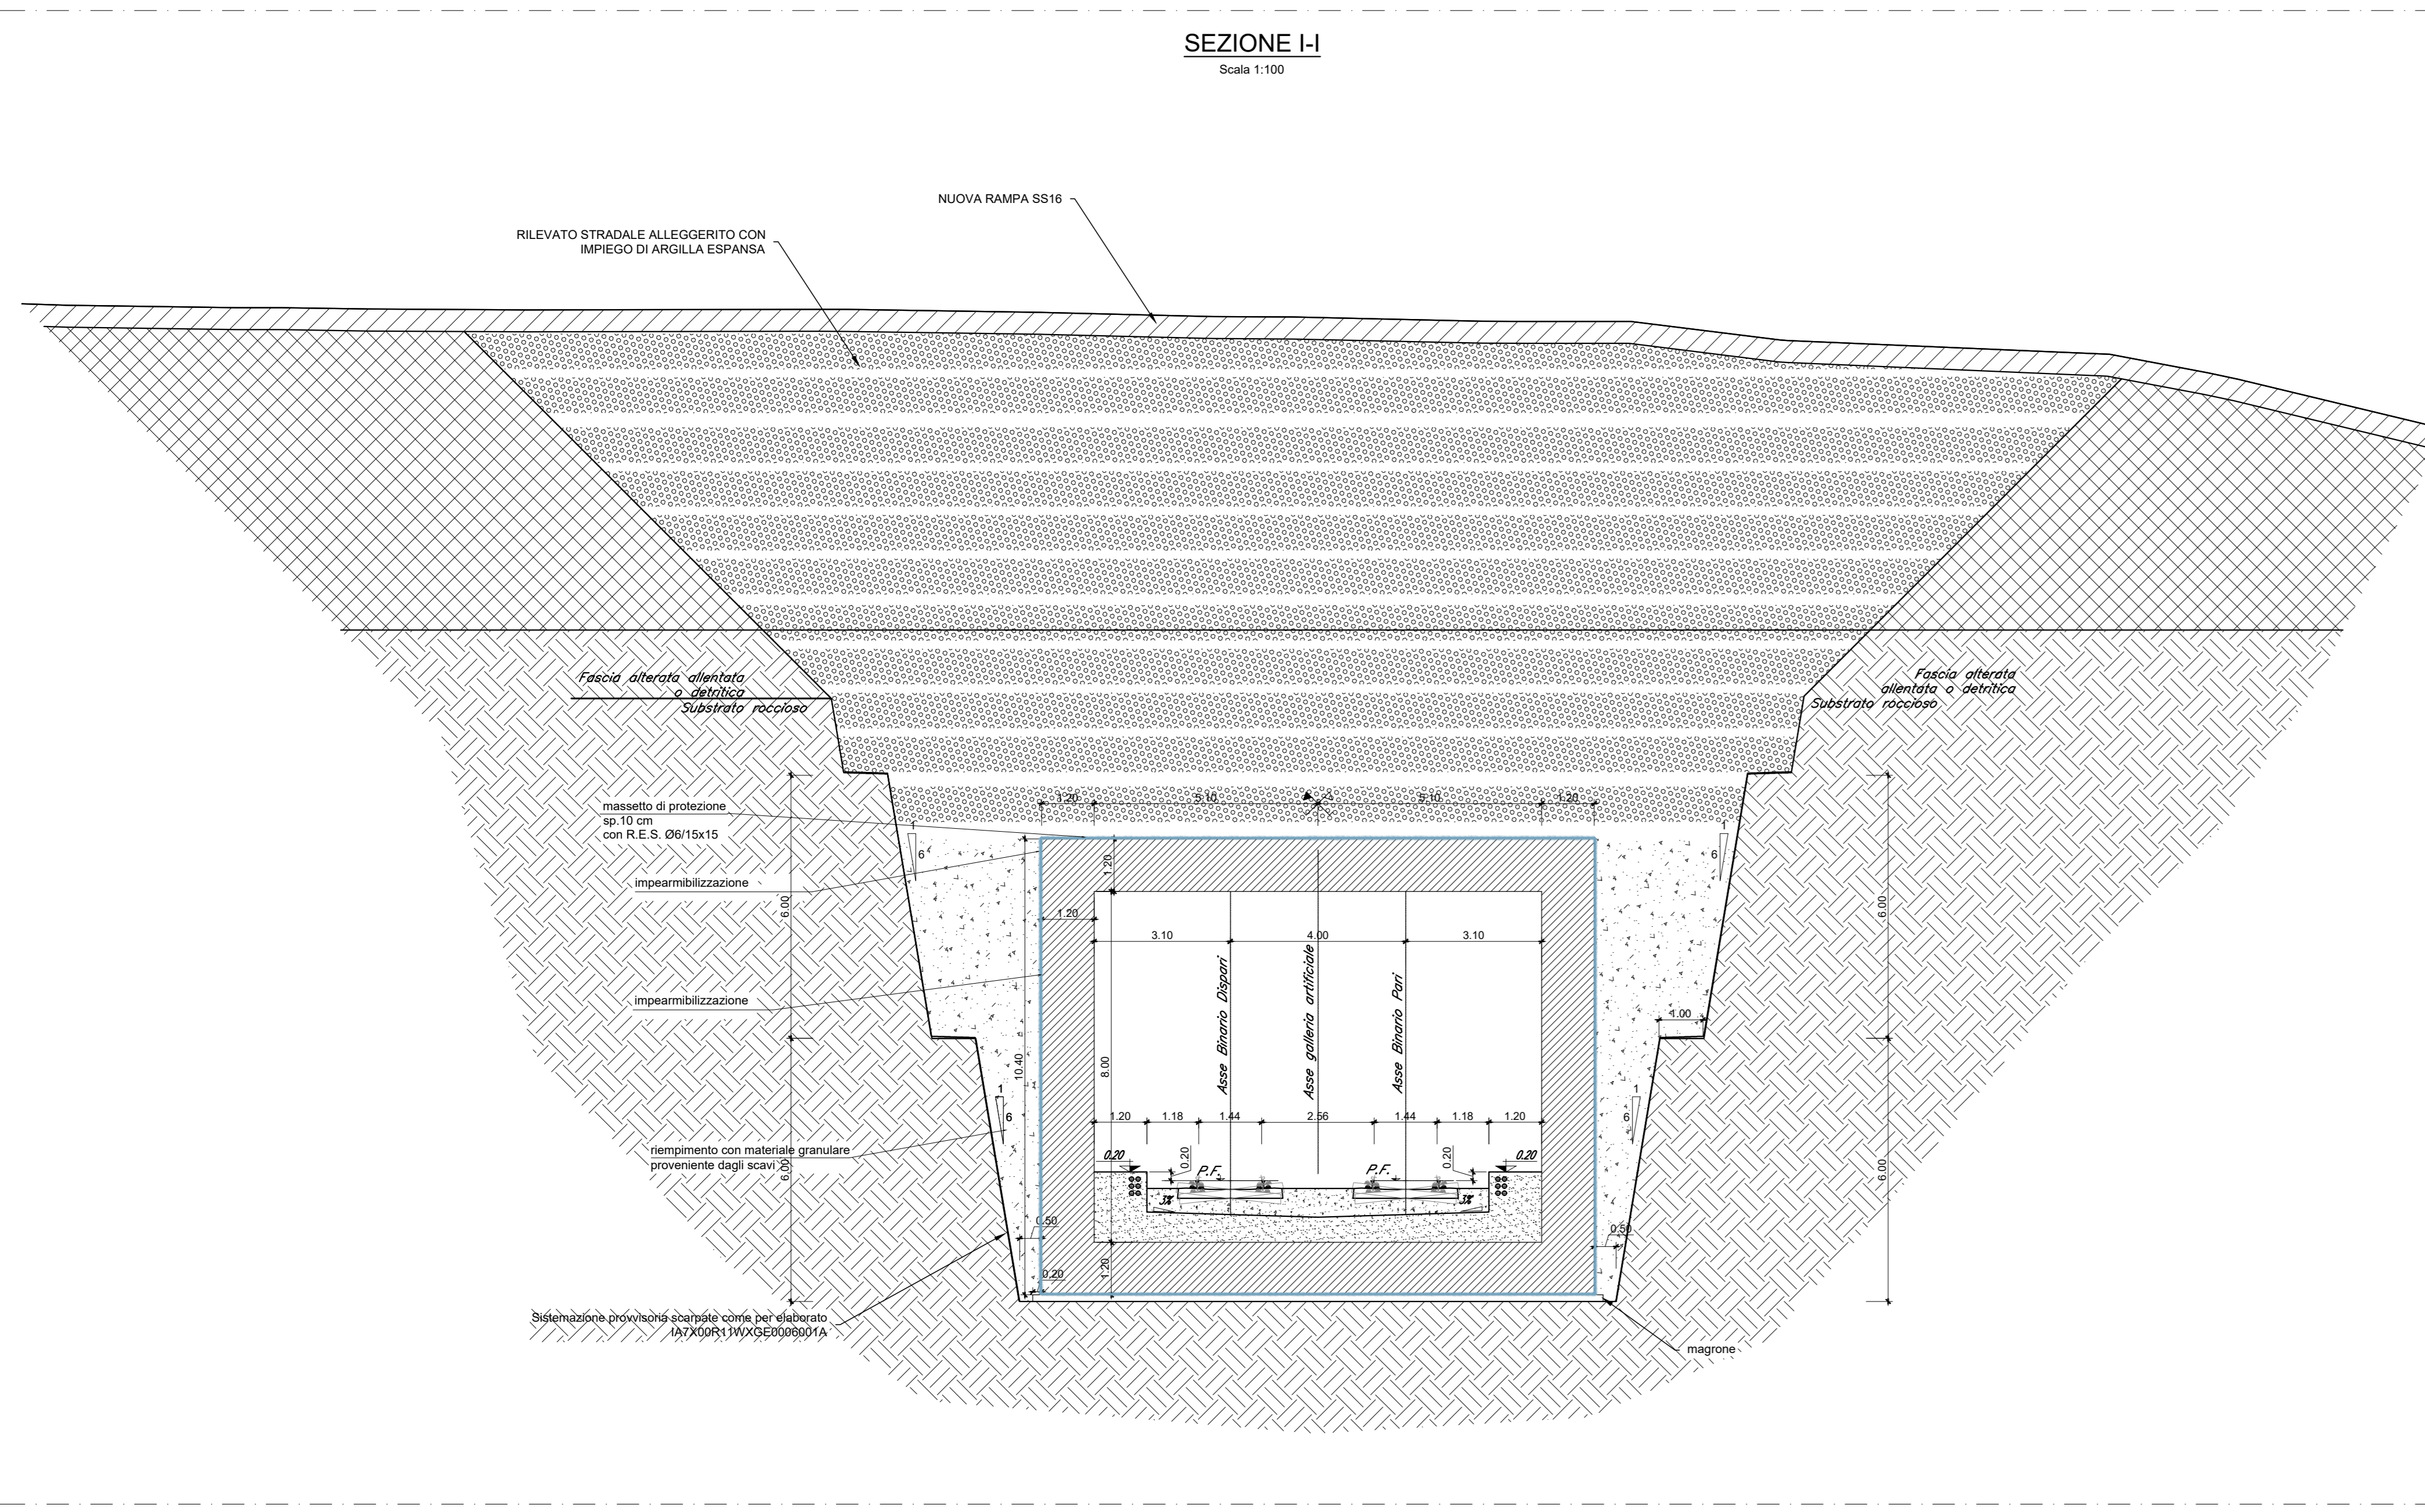 SEZIONE I-I
Scala 1:100
NUOVA RAMPA SS16
RILEVATO STRADALE ALLEGGERITO CON
IMPIEGO DI ARGILLA ESPANSA
Fascia alterata allentata
o detritica
Substrato roccioso
Fascia alterata
allentata o detritica
Substrato roccioso
massetto di protezione
sp.10 cm
con R.E.S. Ø6/15x15
1.20
5.10
5.10
1.20
1
6
1
6
1.20
impearmibilizzazione
6.00
6.00
1.20
3.10
4.00
3.10
Asse Binario Dispari
Asse galleria artificiale
Asse Binario Pari
impearmibilizzazione
1.00
10.40
8.00
1
6
1
6
1.20
1.18
1.44
2.56
1.44
1.18
1.20
riempimento con materiale granulare
proveniente dagli scavi
6.00
6.00
0.20
0.20
P.F.
P.F.
0.20
0.20
3%
3%
0.50
0.50
0.20
1.20
Sistemazione provvisoria scarpate come per elaborato
IA7X00R11WXGE0006001A
magrone